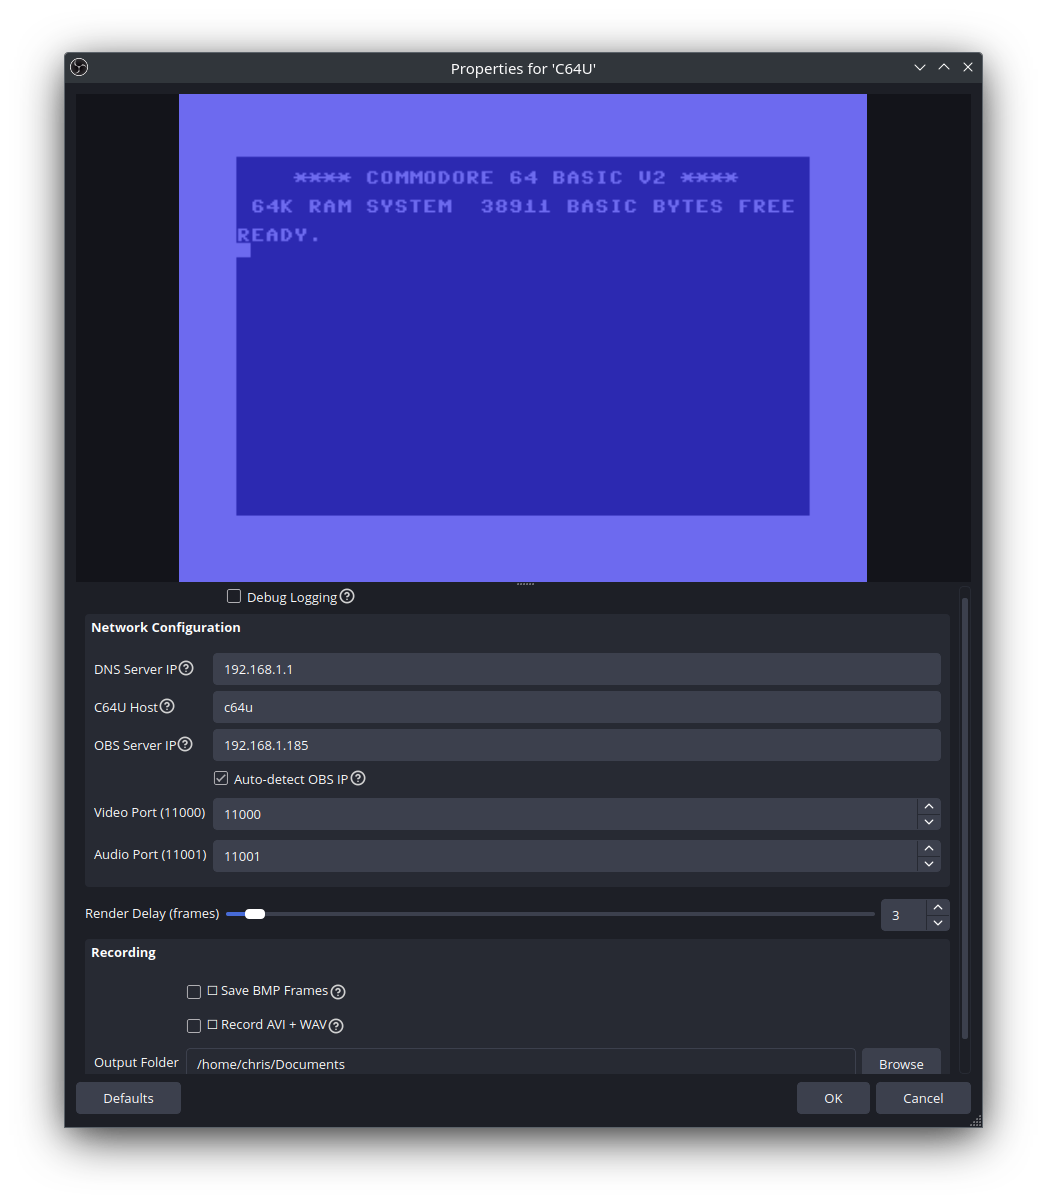 Properties for 'C64U'
**** COMMODORE 64 BASIC V2 ****
64K RAM SYSTEM  38911 BASIC BYTES FREE
READY.
Debug Logging
Network Configuration
DNS Server IP 192.168.1.1
C64U Host c64u
OBS Server IP 192.168.1.185
Auto-detect OBS IP
Video Port (11000) 11000
Audio Port (11001) 11001
Render Delay (frames) 3
Recording
Save BMP Frames
Record AVI + WAV
Output Folder /home/chris/Documents Browse
Defaults OK Cancel